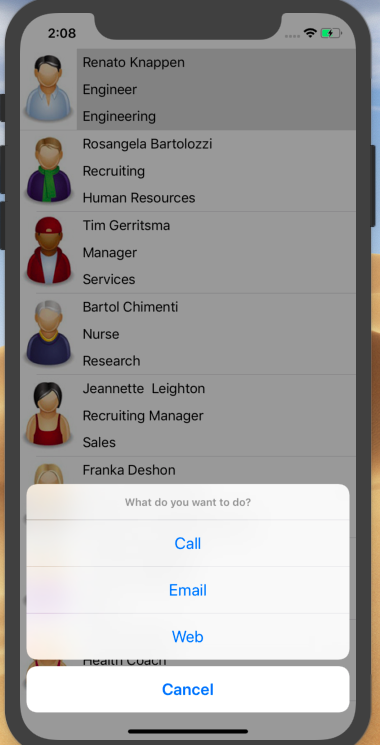 2:08
Renato Knappen
Engineer
Engineering
Rosangela Bartolozzi
Recruiting
Human Resources
Tim Gerritsma
Manager
Services
Bartol Chimenti
Nurse
Research
Jeannette Leighton
Recruiting Manager
Sales
Franka Deshon
What do you want to do?
Call
Email
Web
Health Coach
Cancel